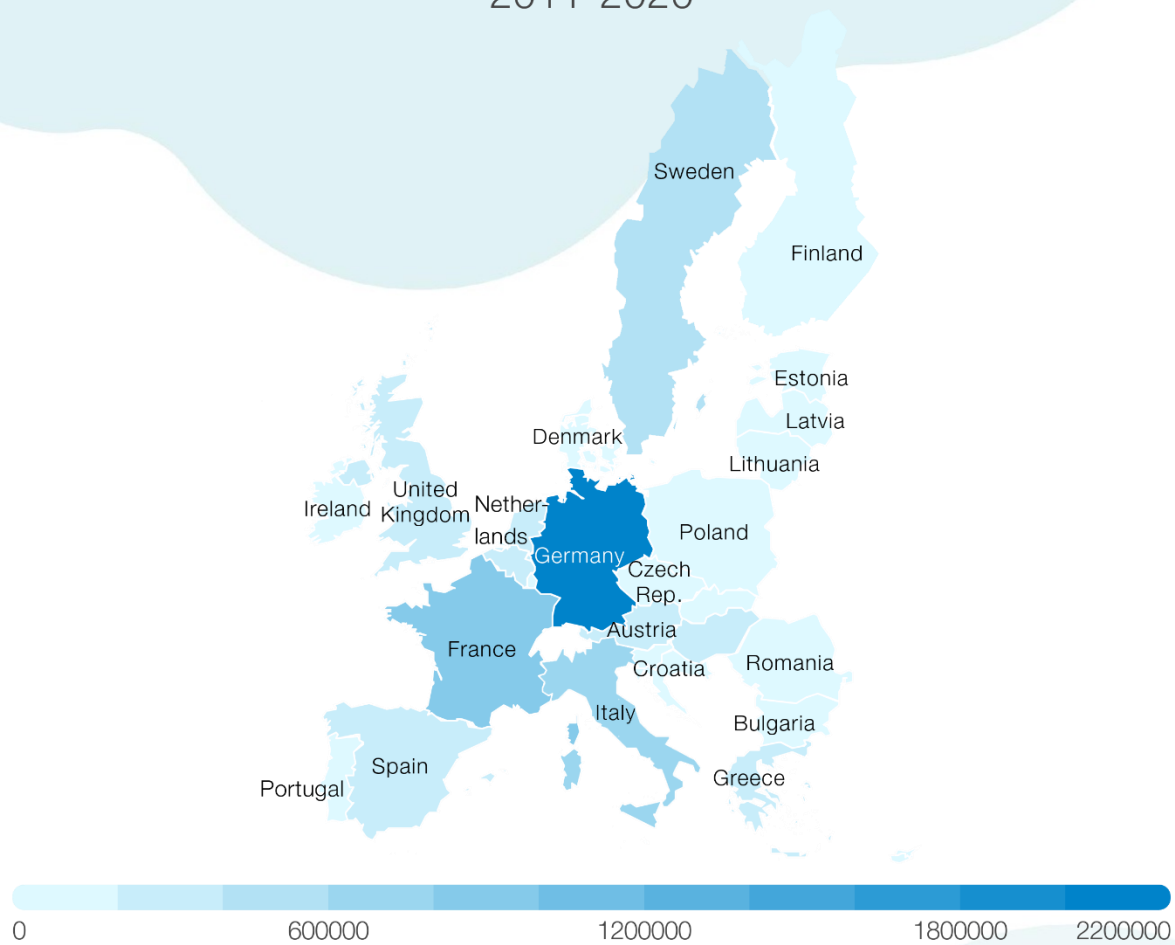 Sweden
Finland
Estonia
Latvia
Denmark
Lithuania
United
Kingdom
Ireland
Nether-
lands
Germany
Poland
Czech
Rep.
Austria
France
Croatia
Romania
Italy
Bulgaria
Spain
Portugal
Greece
0
600000
1200000
1800000
2200000